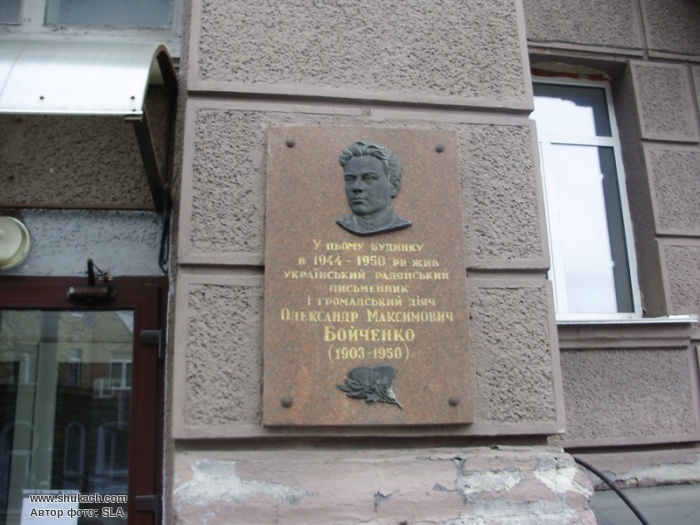 У ньому будинку
в 1944 - 1950 рр жив
український радянський
письменник
і громадський діяч
Олександр Максимович
Бойченко
(1903-1950)
www.shukach.com
Автор фото: SLA